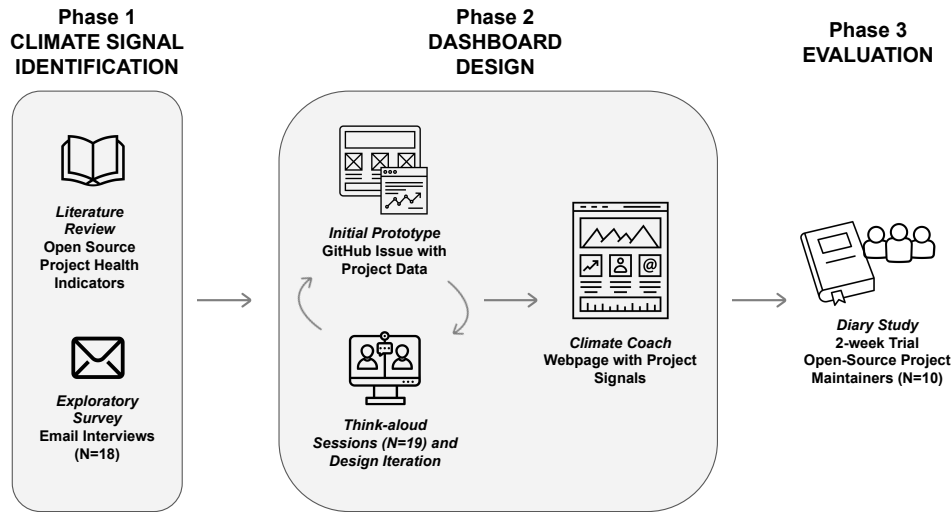 Phase 1
CLIMATE SIGNAL
IDENTIFICATION
Literature
Review
Open Source
Project Health
Indicators
Exploratory
Survey
Email Interviews
(N=18)
Phase 2
DASHBOARD
DESIGN
Initial Prototype
GitHub Issue with
Project Data
Think-aloud
Sessions (N=19) and
Design Iteration
@
Climate Coach
Webpage with Project
Signals
Phase 3
EVALUATION
Diary Study
2-week Trial
Open-Source Project
Maintainers (N=10)